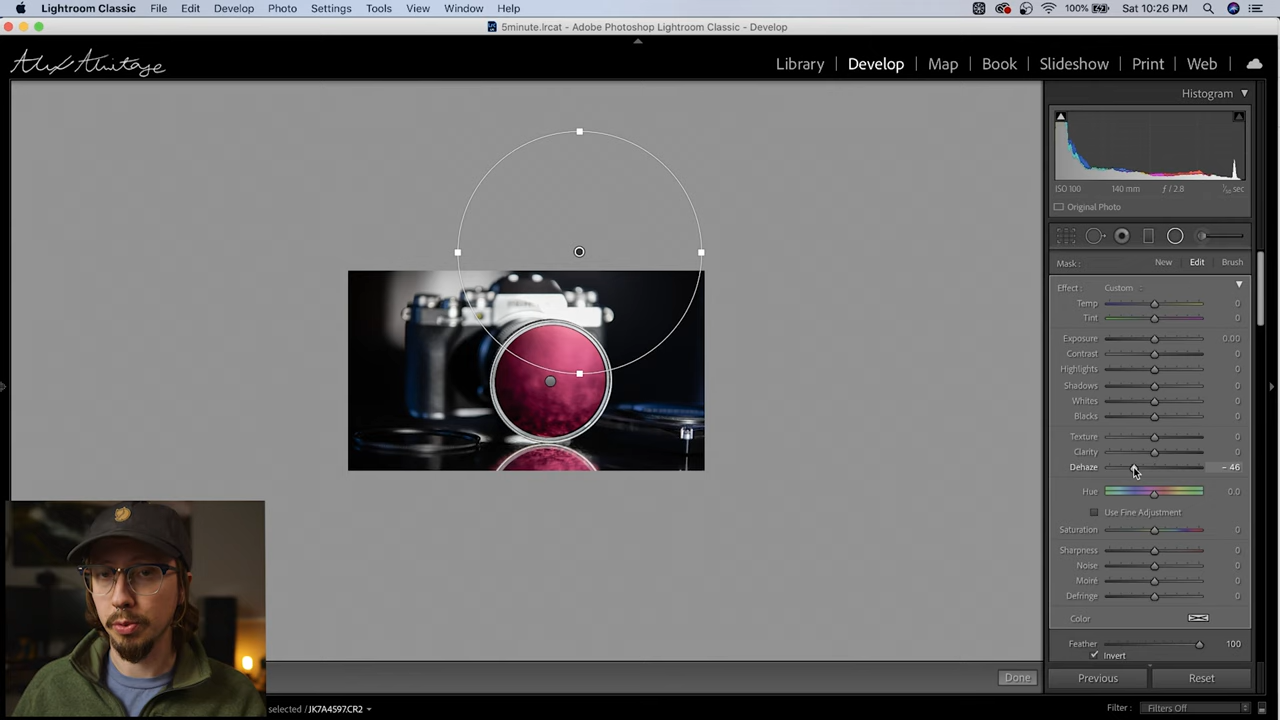 Lightroom Classic File Edit Develop Photo Settings Tools View Window Help 100% Sat 10:26 PM
5minute.lrcat - Adobe Photoshop Lightroom Classic - Develop
Alex Armitage
Library | Develop | Map | Book | Slideshow | Print | Web
Histogram
ISO 100 140 mm ƒ / 2.8
Original Photo
Mask : New Edit Brush
Effect : Custom
Temp 0
Tint 0
Exposure 0.00
Contrast 0
Highlights 0
Shadows 0
Whites 0
Blacks 0
Texture 0
Clarity 0
Dehaze – 46
Hue 0.0
Use Fine Adjustment
Saturation 0
Sharpness 0
Noise 0
Moiré 0
Defringe 0
Color
Feather 100
Invert
Done
Previous Reset
selected / JK7A4597.CR2
Filter : Filters Off